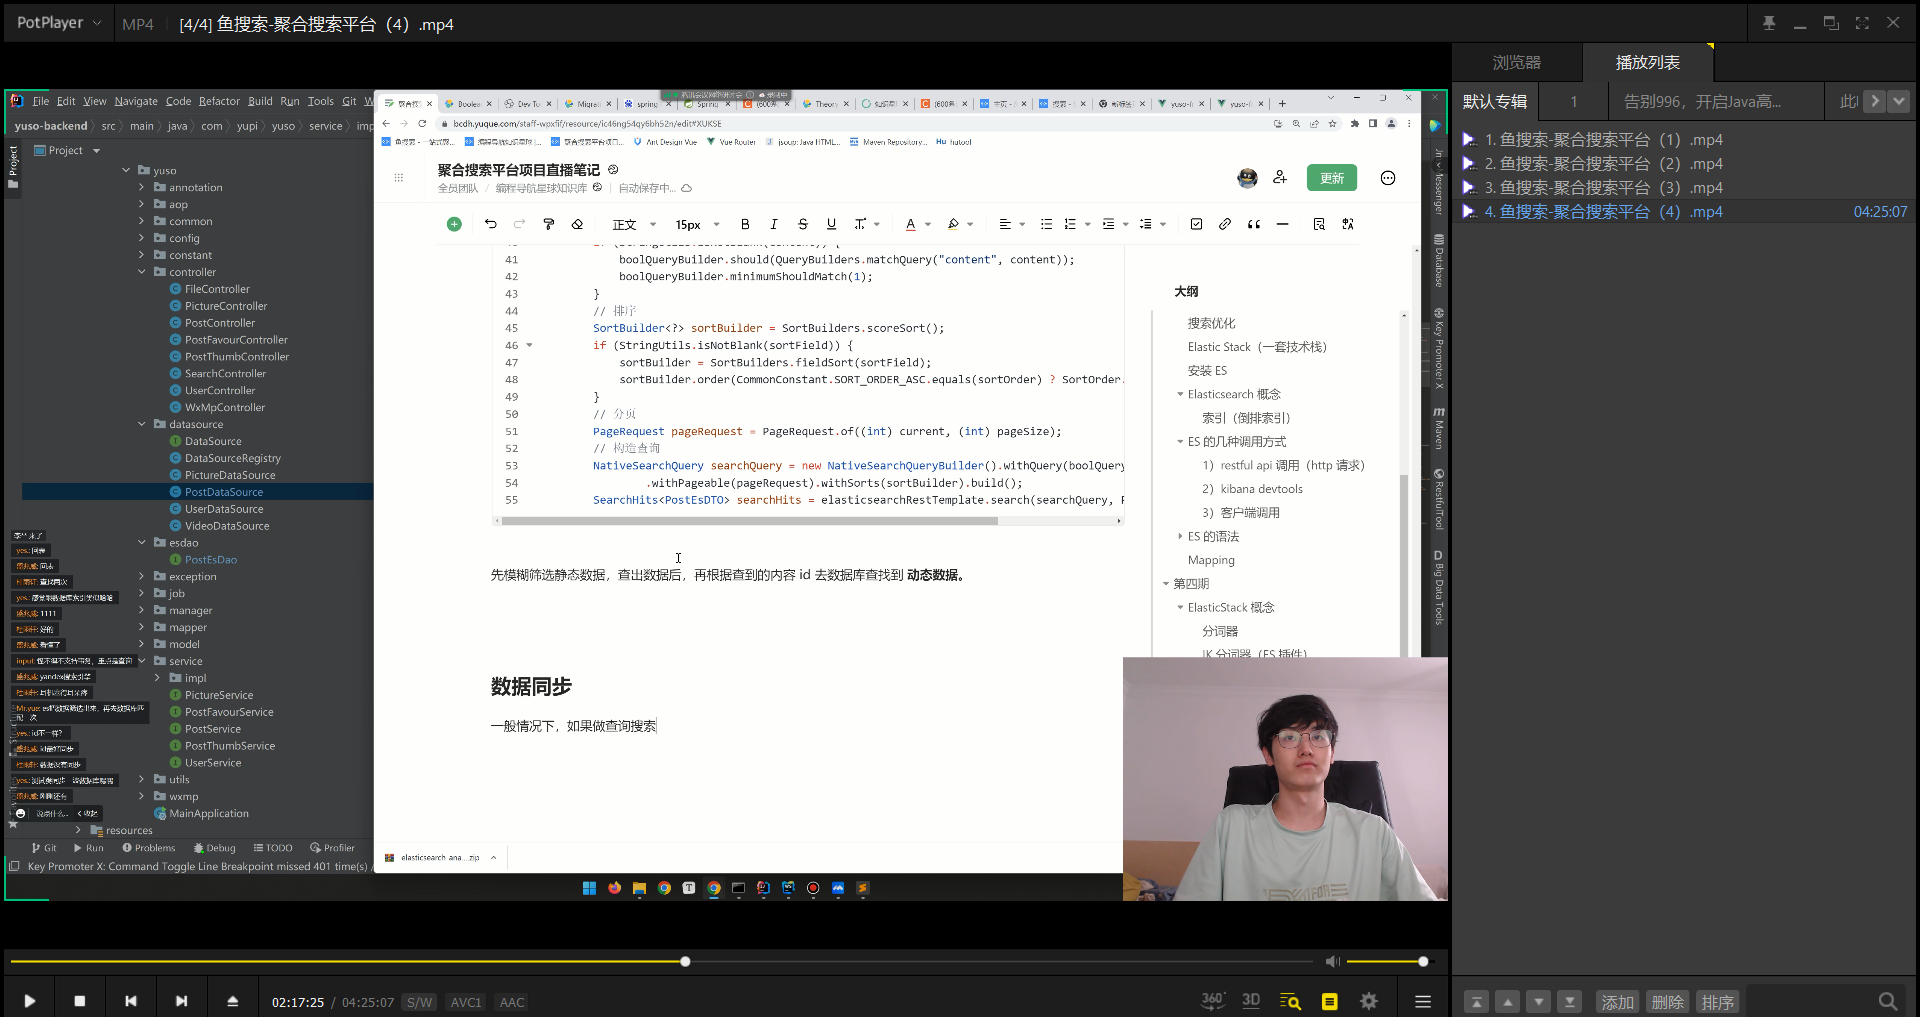 PotPlayer
MP4
[4/4] 鱼搜索-聚合搜索平台（4）.mp4
File Edit View Navigate Code Refactor Build Run Tools Git
yuso-backend src main java com yupi yuso service imp
Project
yuso
annotation
aop
common
config
constant
controller
FileController
PictureController
PostController
PostFavourController
PostThumbController
SearchController
UserController
WxMpController
datasource
DataSource
DataSourceRegistry
PictureDataSource
PostDataSource
UserDataSource
VideoDataSource
esdao
PostEsDao
exception
job
manager
mapper
model
service
impl
PictureService
PostFavourService
PostService
PostThumbService
UserService
utils
wxmp
MainApplication
resources
Git Run Problems Debug TODO Profiler
Key Promoter X: Command Toggle Line Breakpoint missed 401 time(s)
bcdh.yuque.com/staff-wpxfif/resource/ic46ng54qy6bh52n/edit#XUKSE
Ant Design Vue Vue Router jsoup: Java HTML... Maven Repository... hutool
聚合搜索平台项目直播笔记
全员团队 / 编程导航星球知识库 自动保存中...
更新
正文 15px
41 boolQueryBuilder.should(QueryBuilders.matchQuery("content", content));
42 boolQueryBuilder.minimumShouldMatch(1);
43 }
44 // 排序
45 SortBuilder<?> sortBuilder = SortBuilders.scoreSort();
46 if (StringUtils.isNotBlank(sortField)) {
47 sortBuilder = SortBuilders.fieldSort(sortField);
48 sortBuilder.order(CommonConstant.SORT_ORDER_ASC.equals(sortOrder) ? SortOrder.
49 }
50 // 分页
51 PageRequest pageRequest = PageRequest.of((int) current, (int) pageSize);
52 // 构造查询
53 NativeSearchQuery searchQuery = new NativeSearchQueryBuilder().withQuery(boolQuery
54 .withPageable(pageRequest).withSorts(sortBuilder).build();
55 SearchHits<PostEsDTO> searchHits = elasticsearchRestTemplate.search(searchQuery, P
先模糊筛选静态数据，查出数据后，再根据查到的内容 id 去数据库查找到 动态数据。
数据同步
一般情况下，如果做查询搜索
大纲
搜索优化
Elastic Stack（一套技术栈）
安装 ES
Elasticsearch 概念
索引（倒排索引）
ES 的几种调用方式
1）restful api 调用（http 请求）
2）kibana devtools
3）客户端调用
ES 的语法
Mapping
第四期
ElasticStack 概念
分词器
IK 分词器（ES 插件）
elasticsearch-ana....zip
Database
Key Promoter X
Maven
RestfulTool
Big Data Tools
浏览器 播放列表
默认专辑 1 告别996，开启Java高...
1. 鱼搜索-聚合搜索平台（1）.mp4
2. 鱼搜索-聚合搜索平台（2）.mp4
3. 鱼搜索-聚合搜索平台（3）.mp4
4. 鱼搜索-聚合搜索平台（4）.mp4 04:25:07
02:17:25 / 04:25:07 S/W AVC1 AAC
360° 3D
添加 删除 排序